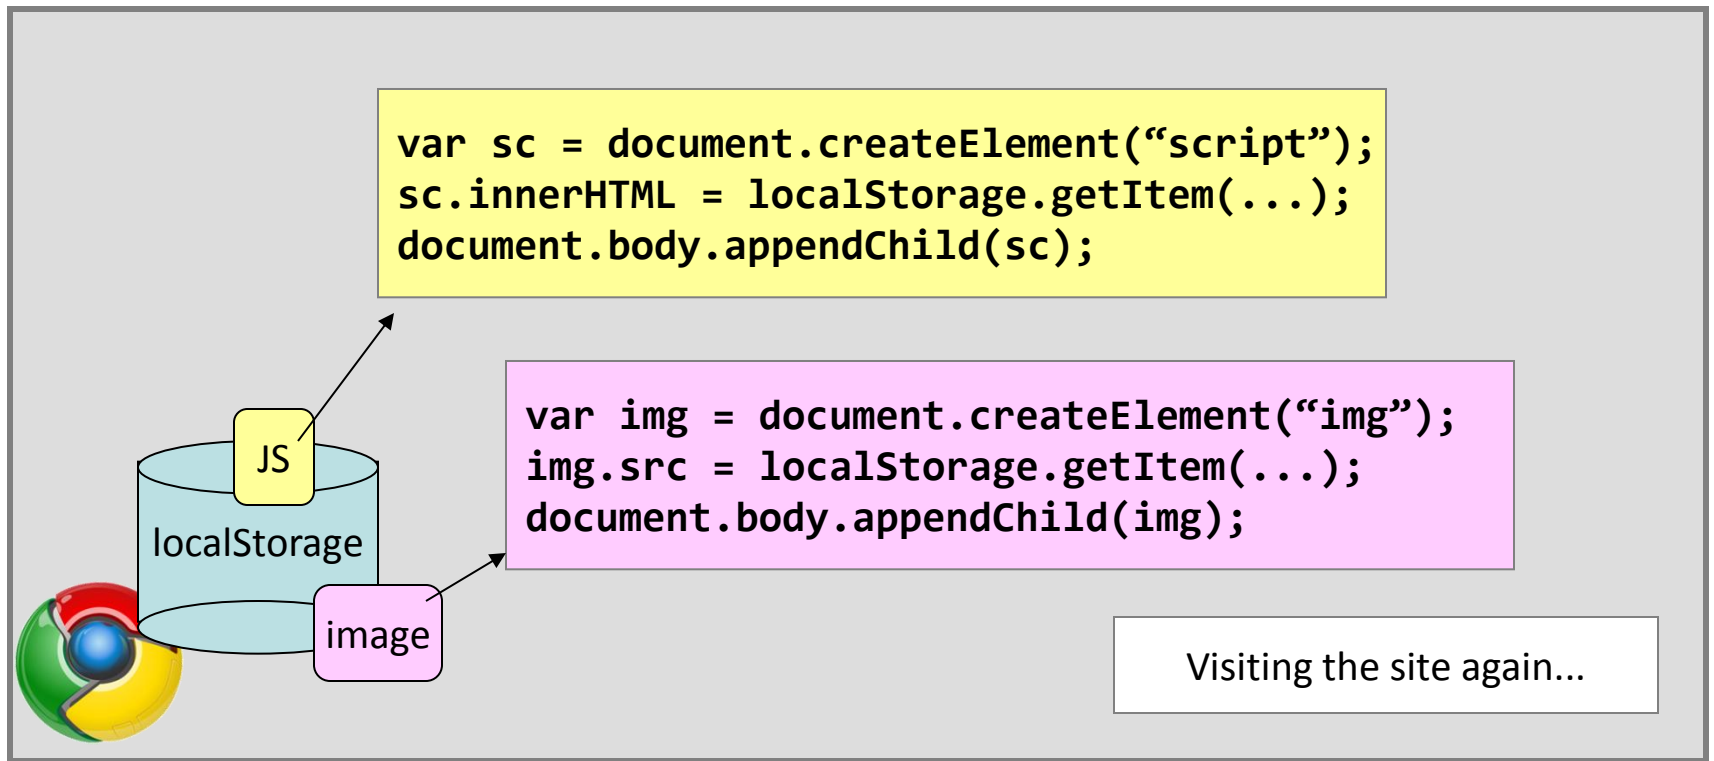 var sc = document.createElement(“script”);
sc.innerHTML = localStorage.getItem(...);
document.body.appendChild(sc);
var img = document.createElement(“img”);
img.src = localStorage.getItem(...);
document.body.appendChild(img);
JS
localStorage
image
Visiting the site again...